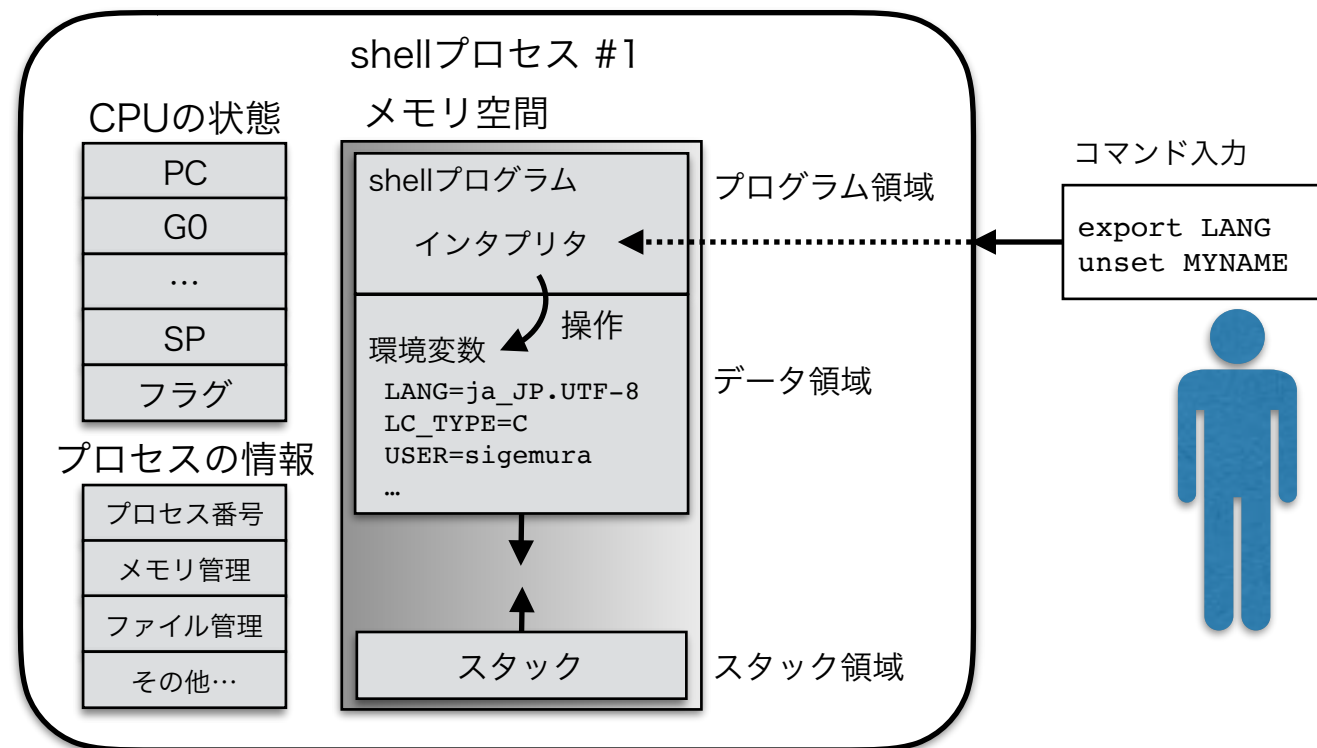 shellプロセス #1
CPUの状態
PC
G0
…
SP
フラグ
プロセスの情報
プロセス番号
メモリ管理
ファイル管理
その他…
メモリ空間
shellプログラム
インタプリタ
操作
環境変数
LANG=ja_JP.UTF-8
LC_TYPE=C
USER=sigemura
…
スタック
プログラム領域
データ領域
スタック領域
コマンド入力
export LANG
unset MYNAME